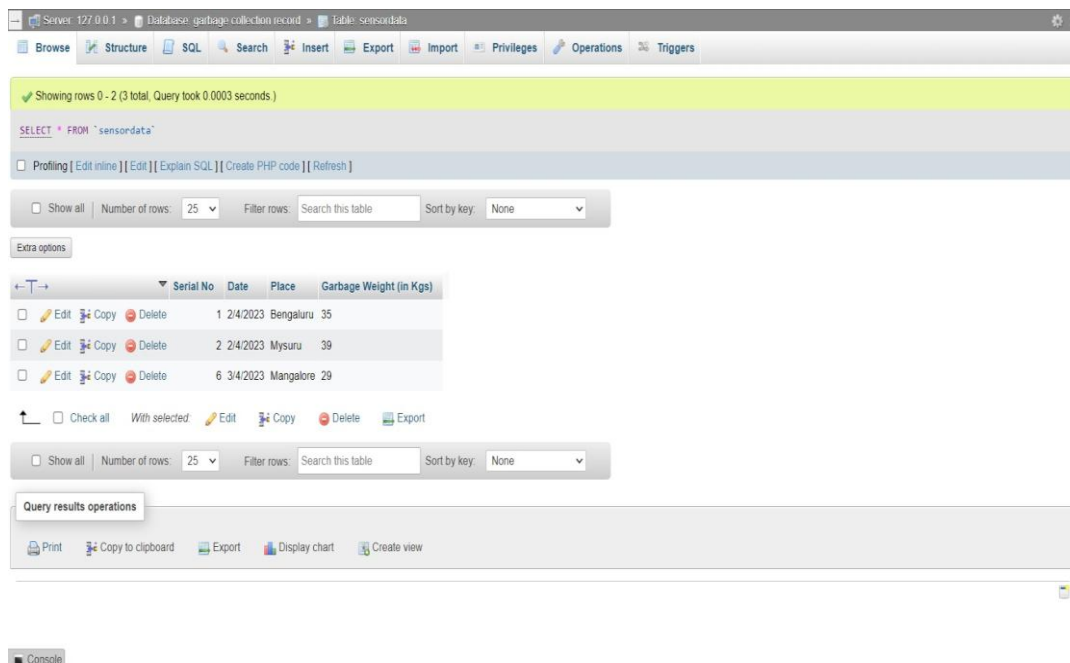 Server: 127.0.0.1 » Database: garbage collection record » Table: sensordata
Browse Structure SQL Search Insert Export Import Privileges Operations Triggers
Showing rows 0 - 2 (3 total, Query took 0.0003 seconds.)
SELECT * FROM `sensordata`
Profiling [ Edit inline ] [ Edit ] [ Explain SQL ] [ Create PHP code ] [ Refresh ]
Show all | Number of rows: 25 Filter rows: Search this table Sort by key: None
Extra options
←T→ Serial No Date Place Garbage Weight (in Kgs)
Edit Copy Delete 1 2/4/2023 Bengaluru 35
Edit Copy Delete 2 2/4/2023 Mysuru 39
Edit Copy Delete 6 3/4/2023 Mangalore 29
Check all With selected: Edit Copy Delete Export
Show all | Number of rows: 25 Filter rows: Search this table Sort by key: None
Query results operations
Print Copy to clipboard Export Display chart Create view
Console